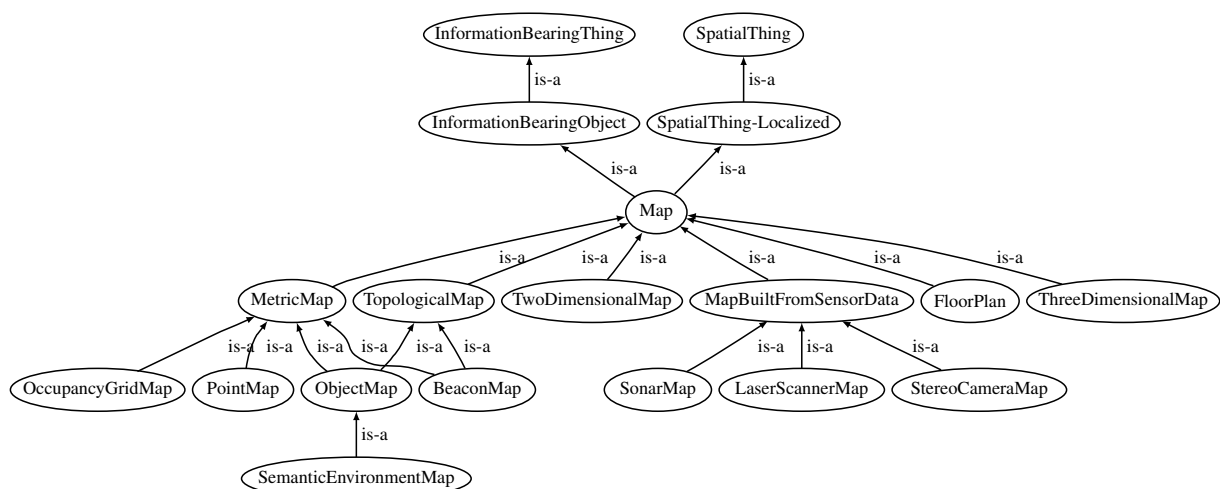 InformationBearingThing SpatialThing
is-a is-a
InformationBearingObject SpatialThing-Localized
is-a is-a
Map
is-a is-a is-a is-a is-a is-a
MetricMap TopologicalMap TwoDimensionalMap MapBuiltFromSensorData FloorPlan ThreeDimensionalMap
is-a is-a is-a is-a is-a is-a is-a is-a is-a
OccupancyGridMap PointMap ObjectMap BeaconMap SonarMap LaserScannerMap StereoCameraMap
is-a
SemanticEnvironmentMap